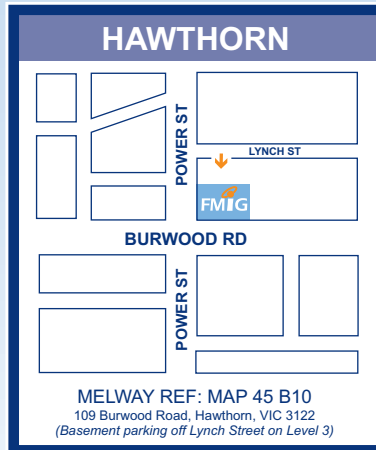 HAWTHORN
POWER ST
LYNCH ST
FMIG
BURWOOD RD
POWER ST
MELWAY REF: MAP 45 B10
109 Burwood Road, Hawthorn, VIC 3122
(Basement parking off Lynch Street on Level 3)